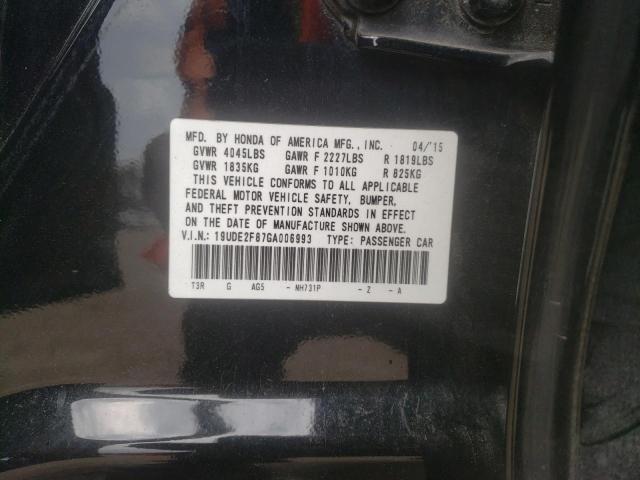 MFD. BY HONDA OF AMERICA MFG., INC. 04/'15
GVWR 4045LBS GAWR F 2227LBS R 1819LBS
GVWR 1835KG GAWR F 1010KG R 825KG
THIS VEHICLE CONFORMS TO ALL APPLICABLE
FEDERAL MOTOR VEHICLE SAFETY, BUMPER,
AND THEFT PREVENTION STANDARDS IN EFFECT
ON THE DATE OF MANUFACTURE SHOWN ABOVE.
V.I.N.: 19UDE2F87GA006993 TYPE: PASSENGER CAR
T3R G AG5 - NH731P - Z - A